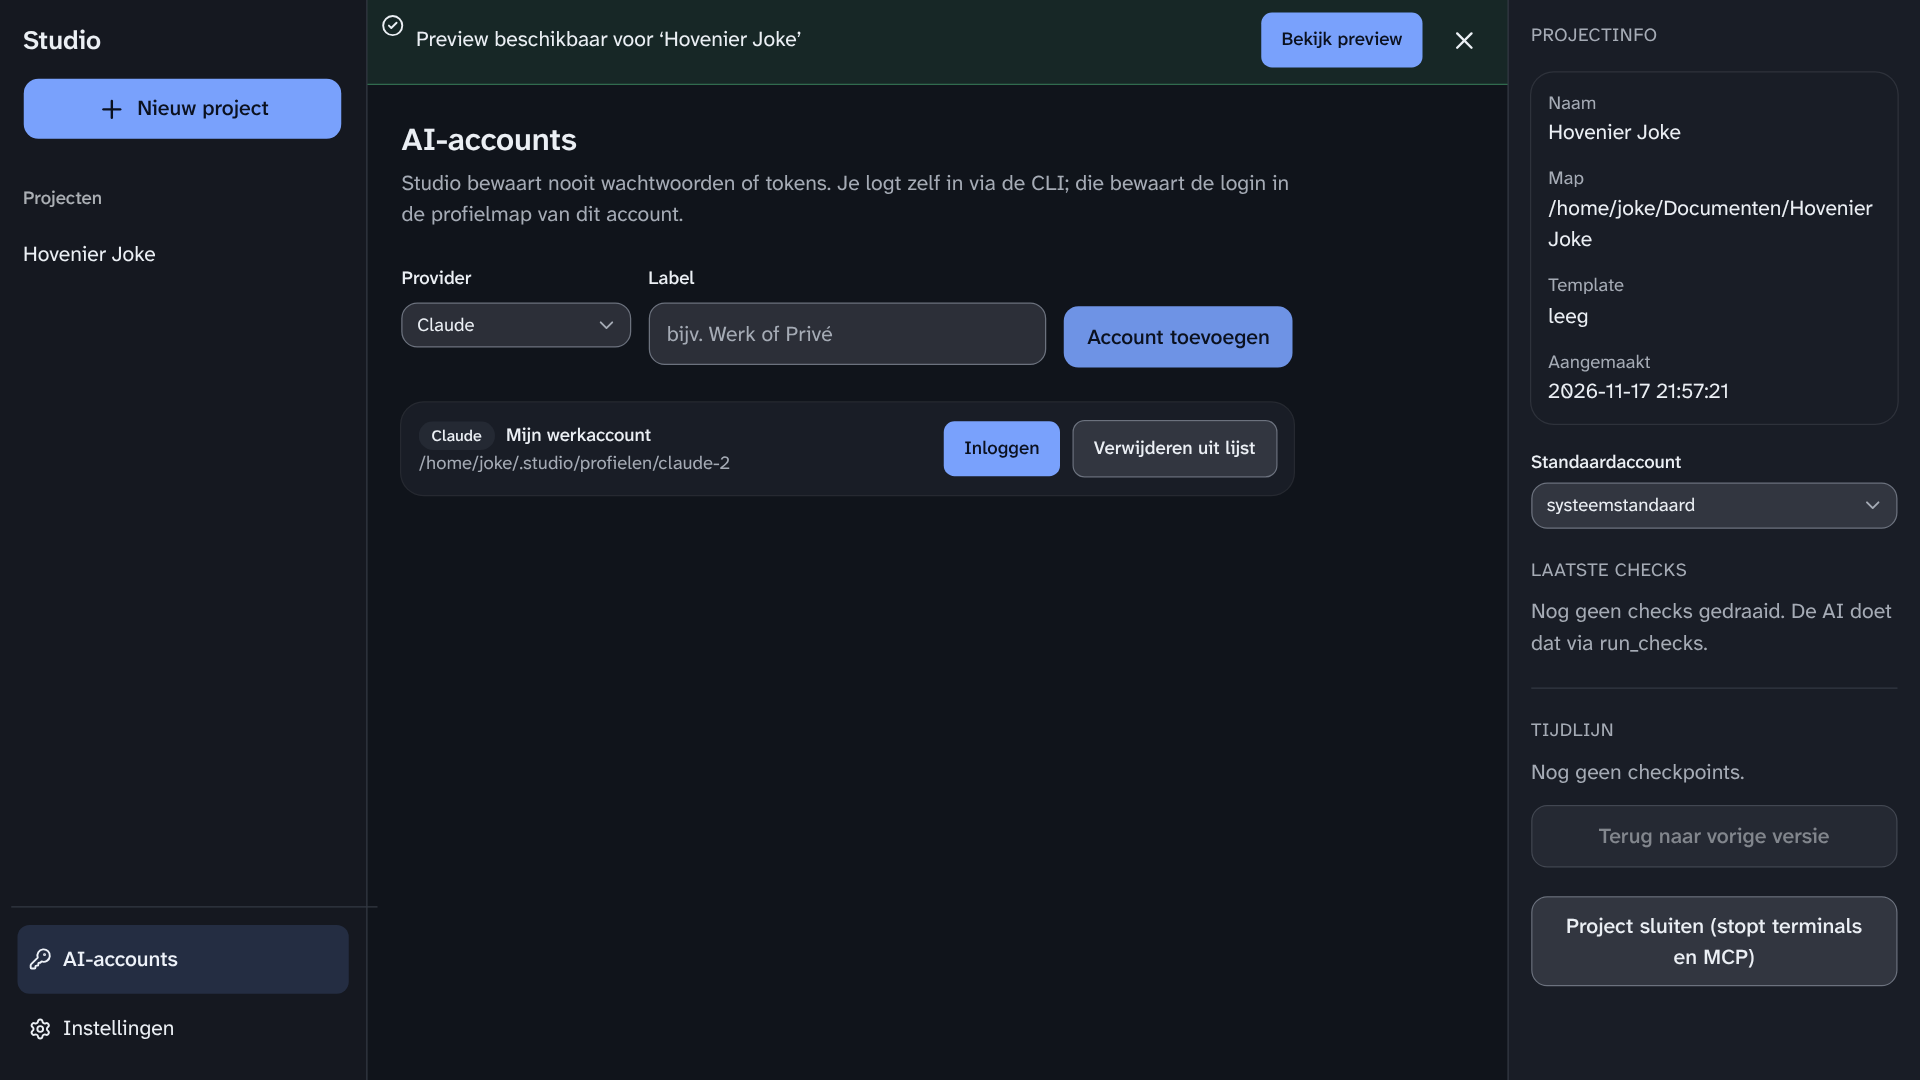 Studio
Nieuw project
Projecten
Hovenier Joke
AI-accounts
Instellingen
Preview beschikbaar voor ‘Hovenier Joke’
Bekijk preview
AI-accounts
Studio bewaart nooit wachtwoorden of tokens. Je logt zelf in via de CLI; die bewaart de login in
de profielmap van dit account.
Provider
Label
Claude
bijv. Werk of Privé
Account toevoegen
Claude
Mijn werkaccount
/home/joke/.studio/profielen/claude-2
Inloggen
Verwijderen uit lijst
PROJECTINFO
Naam
Hovenier Joke
Map
/home/joke/Documenten/Hovenier
Joke
Template
leeg
Aangemaakt
2026-11-17 21:57:21
Standaardaccount
systeemstandaard
LAATSTE CHECKS
Nog geen checks gedraaid. De AI doet
dat via run_checks.
TIJDLIJN
Nog geen checkpoints.
Terug naar vorige versie
Project sluiten (stopt terminals
en MCP)